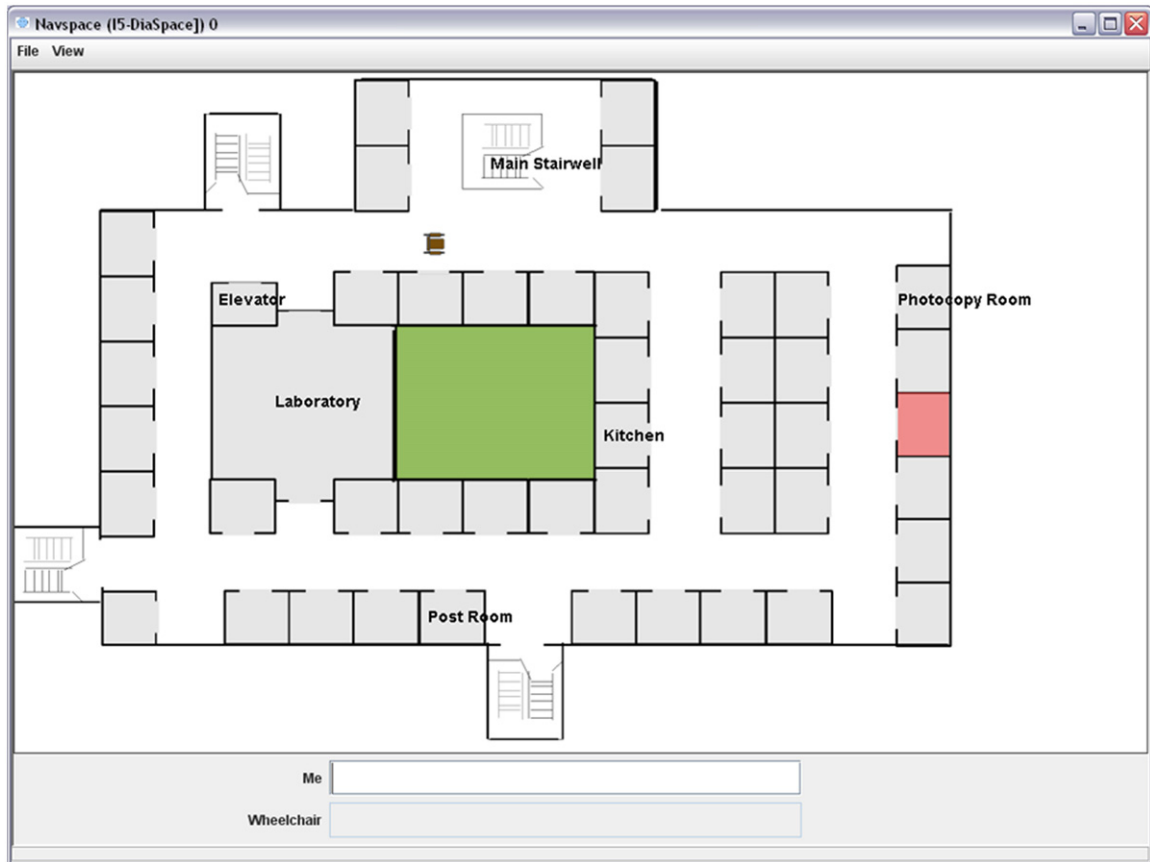 Navspace (I5-DiaSpace]) 0
File View
Main Stairwell
Elevator
Photocopy Room
Laboratory
Kitchen
Post Room
Me
Wheelchair